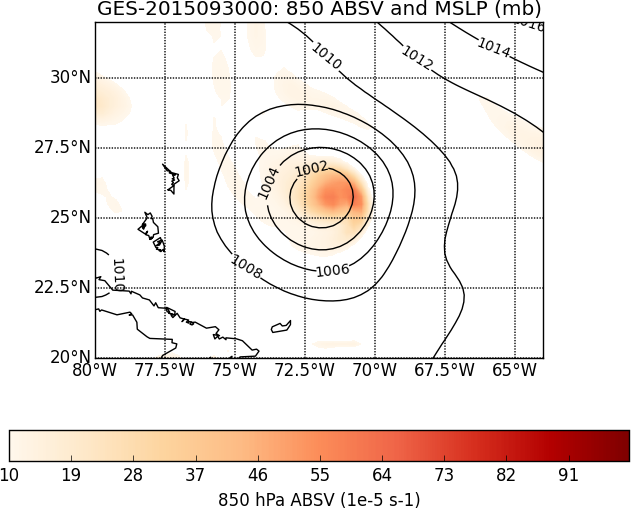 GES-2015093000: 850 ABSV and MSLP (mb)
1016
1014
1012
1010
30°N
27.5°N
1002
1004
25°N
1008
1006
1010
22.5°N
20°N
80°W 77.5°W 75°W 72.5°W 70°W 67.5°W 65°W
10 19 28 37 46 55 64 73 82 91
850 hPa ABSV (1e-5 s-1)